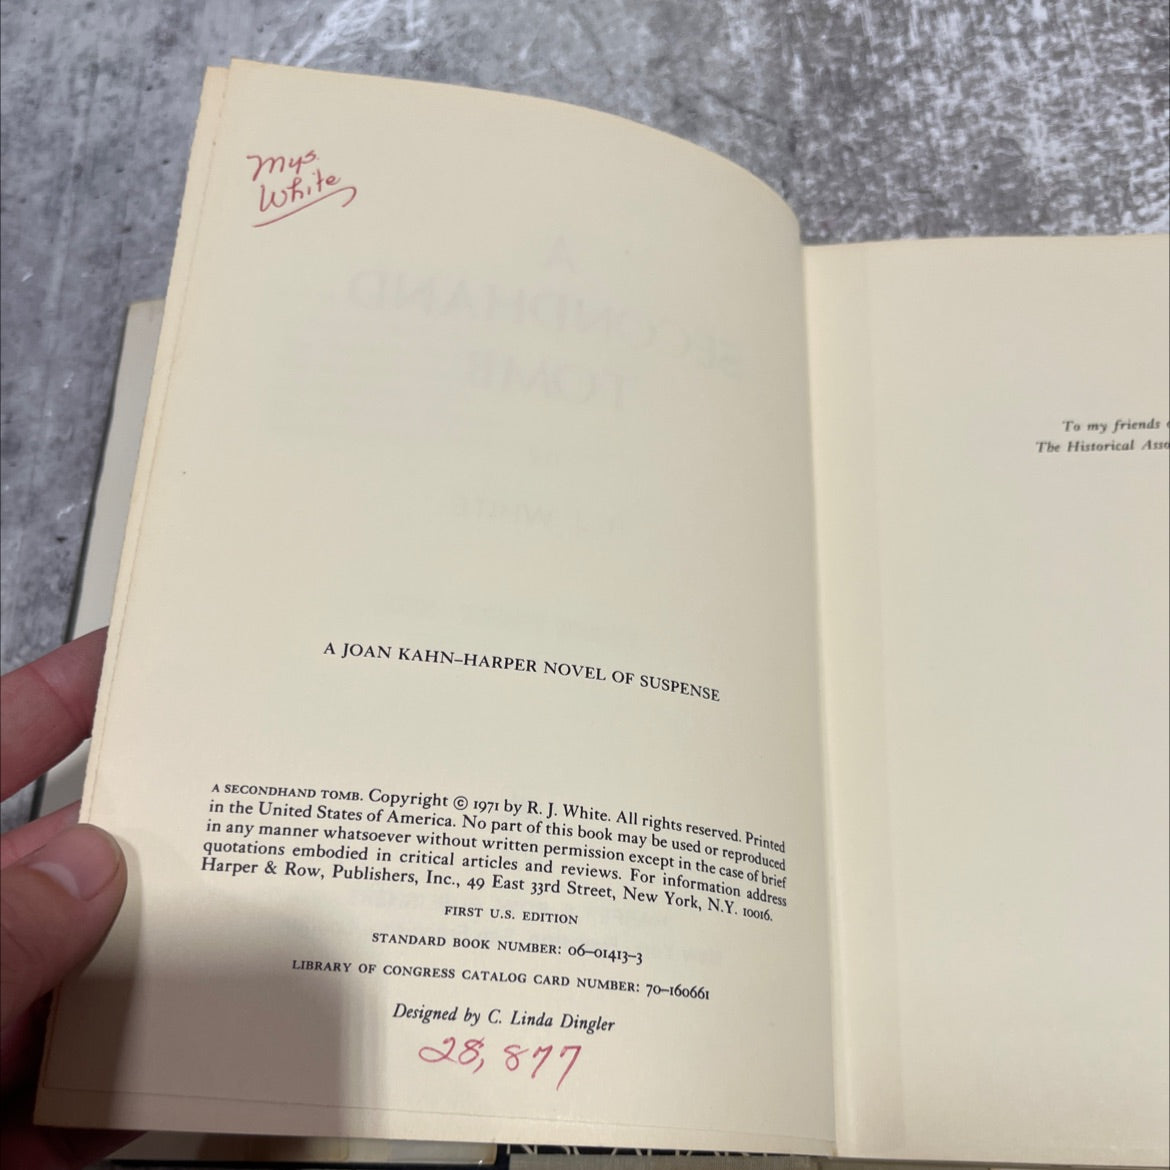 Mys.
White
A
SECONDHAND
TOMB
WHITE
A JOAN KAHN–HARPER NOVEL OF SUSPENSE
A SECONDHAND TOMB. Copyright © 1971 by R. J. White. All rights reserved. Printed
in the United States of America. No part of this book may be used or reproduced
in any manner whatsoever without written permission except in the case of brief
quotations embodied in critical articles and reviews. For information address
Harper & Row, Publishers, Inc., 49 East 33rd Street, New York, N.Y. 10016.
FIRST U.S. EDITION
STANDARD BOOK NUMBER: 06–01413–3
LIBRARY OF CONGRESS CATALOG CARD NUMBER: 70–160661
Designed by C. Linda Dingler
28,877
To my friends
The Historical